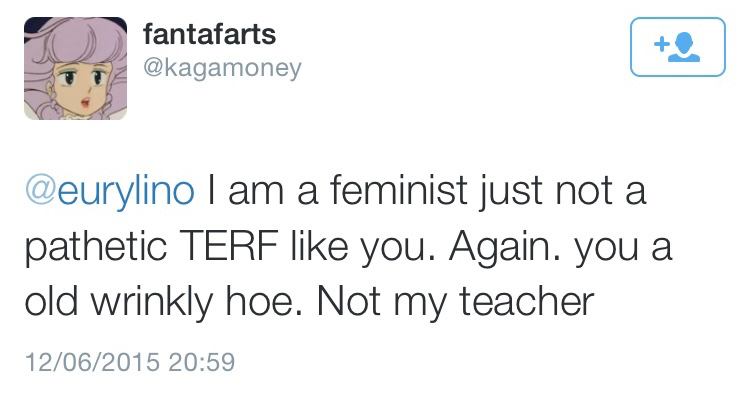 fantafarts
@kagamoney
@eurylino I am a feminist just not a
pathetic TERF like you. Again. you a
old wrinkly hoe. Not my teacher
12/06/2015 20:59